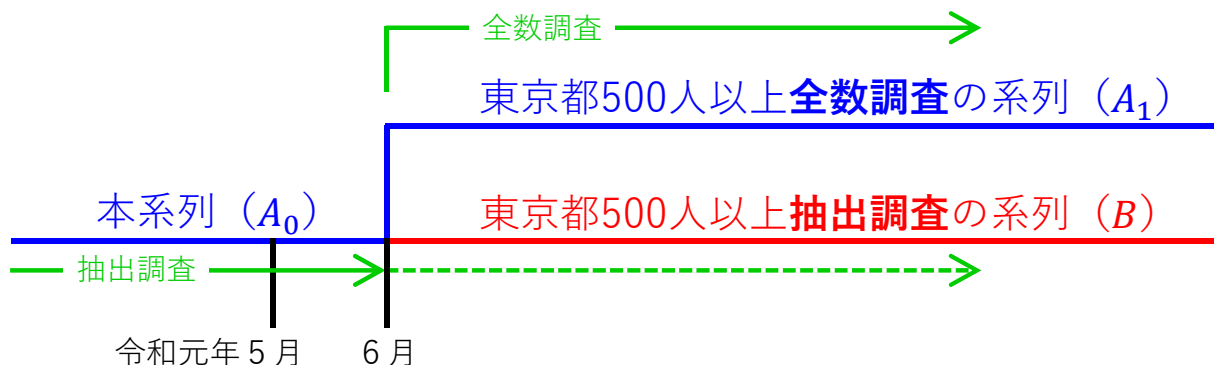 全数調査
東京都500人以上全数調査の系列（A₁）
本系列（A₀）
東京都500人以上抽出調査の系列（B）
抽出調査
令和元年５月
６月